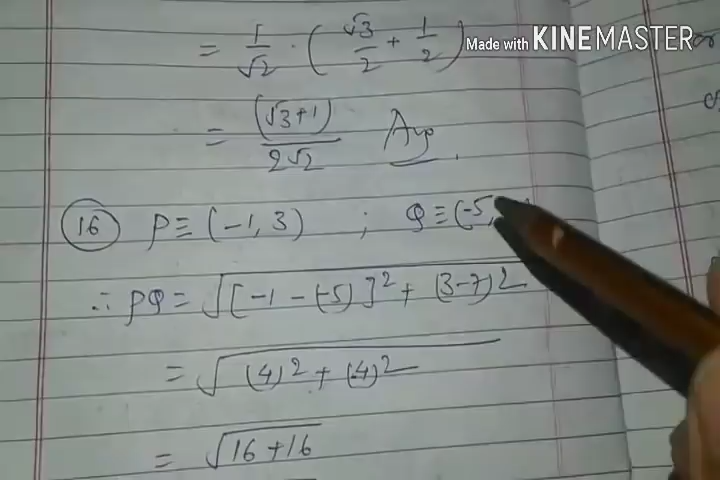 = 1/√2 · (√3/2 + 1/2)
Made with KINEMASTER
= (√3+1)/2√2 Ans.
(16) P ≡ (-1, 3) ; Q ≡ (-5,
∴ PQ = √[-1 - (-5)]² + (3-7)²
= √(4)² + (-4)²
= √16 + 16